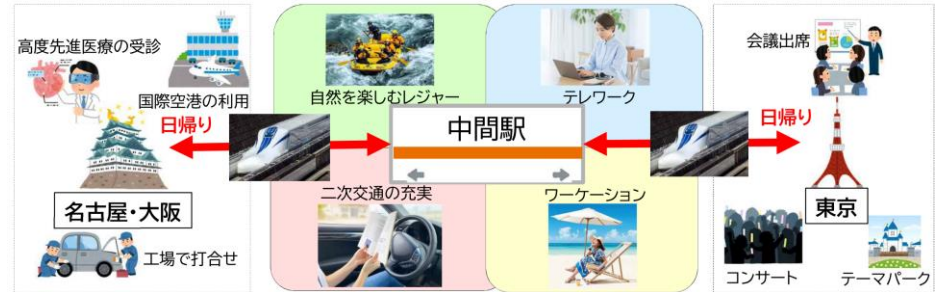 高度先進医療の受診
国際空港の利用
日帰り
名古屋・大阪
工場で打合せ
自然を楽しむレジャー
テレワーク
中間駅
二次交通の充実
ワーケーション
会議出席
日帰り
東京
コンサート
テーマパーク